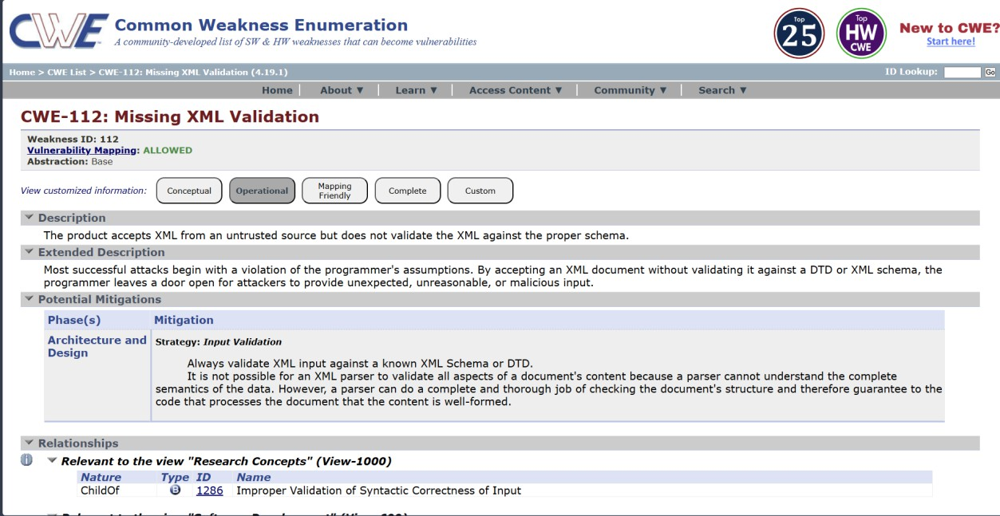 CWE
Common Weakness Enumeration
A community-developed list of SW & HW weaknesses that can become vulnerabilities
Top
25
Top
HW
CWE
New to CWE?
Start here!
Home > CWE List > CWE-112: Missing XML Validation (4.19.1)
ID Lookup:
Go
Home
About ▼
Learn ▼
Access Content ▼
Community ▼
Search ▼
CWE-112: Missing XML Validation
Weakness ID: 112
Vulnerability Mapping: ALLOWED
Abstraction: Base
View customized information:
Conceptual
Operational
Mapping
Friendly
Complete
Custom
Description
The product accepts XML from an untrusted source but does not validate the XML against the proper schema.
Extended Description
Most successful attacks begin with a violation of the programmer's assumptions. By accepting an XML document without validating it against a DTD or XML schema, the
programmer leaves a door open for attackers to provide unexpected, unreasonable, or malicious input.
Potential Mitigations
Phase(s) Mitigation
Architecture and
Design
Strategy: Input Validation
Always validate XML input against a known XML Schema or DTD.
It is not possible for an XML parser to validate all aspects of a document's content because a parser cannot understand the complete
semantics of the data. However, a parser can do a complete and thorough job of checking the document's structure and therefore guarantee to the
code that processes the document that the content is well-formed.
Relationships
Relevant to the view "Research Concepts" (View-1000)
Nature Type ID Name
ChildOf B 1286 Improper Validation of Syntactic Correctness of Input